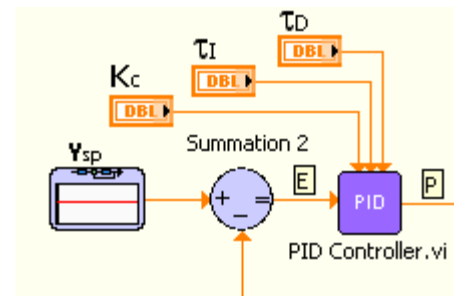 τD
τI
DBL
Kc
DBL
DBL
Ysp
Summation 2
E
P
+
−
=
PID
PID Controller.vi